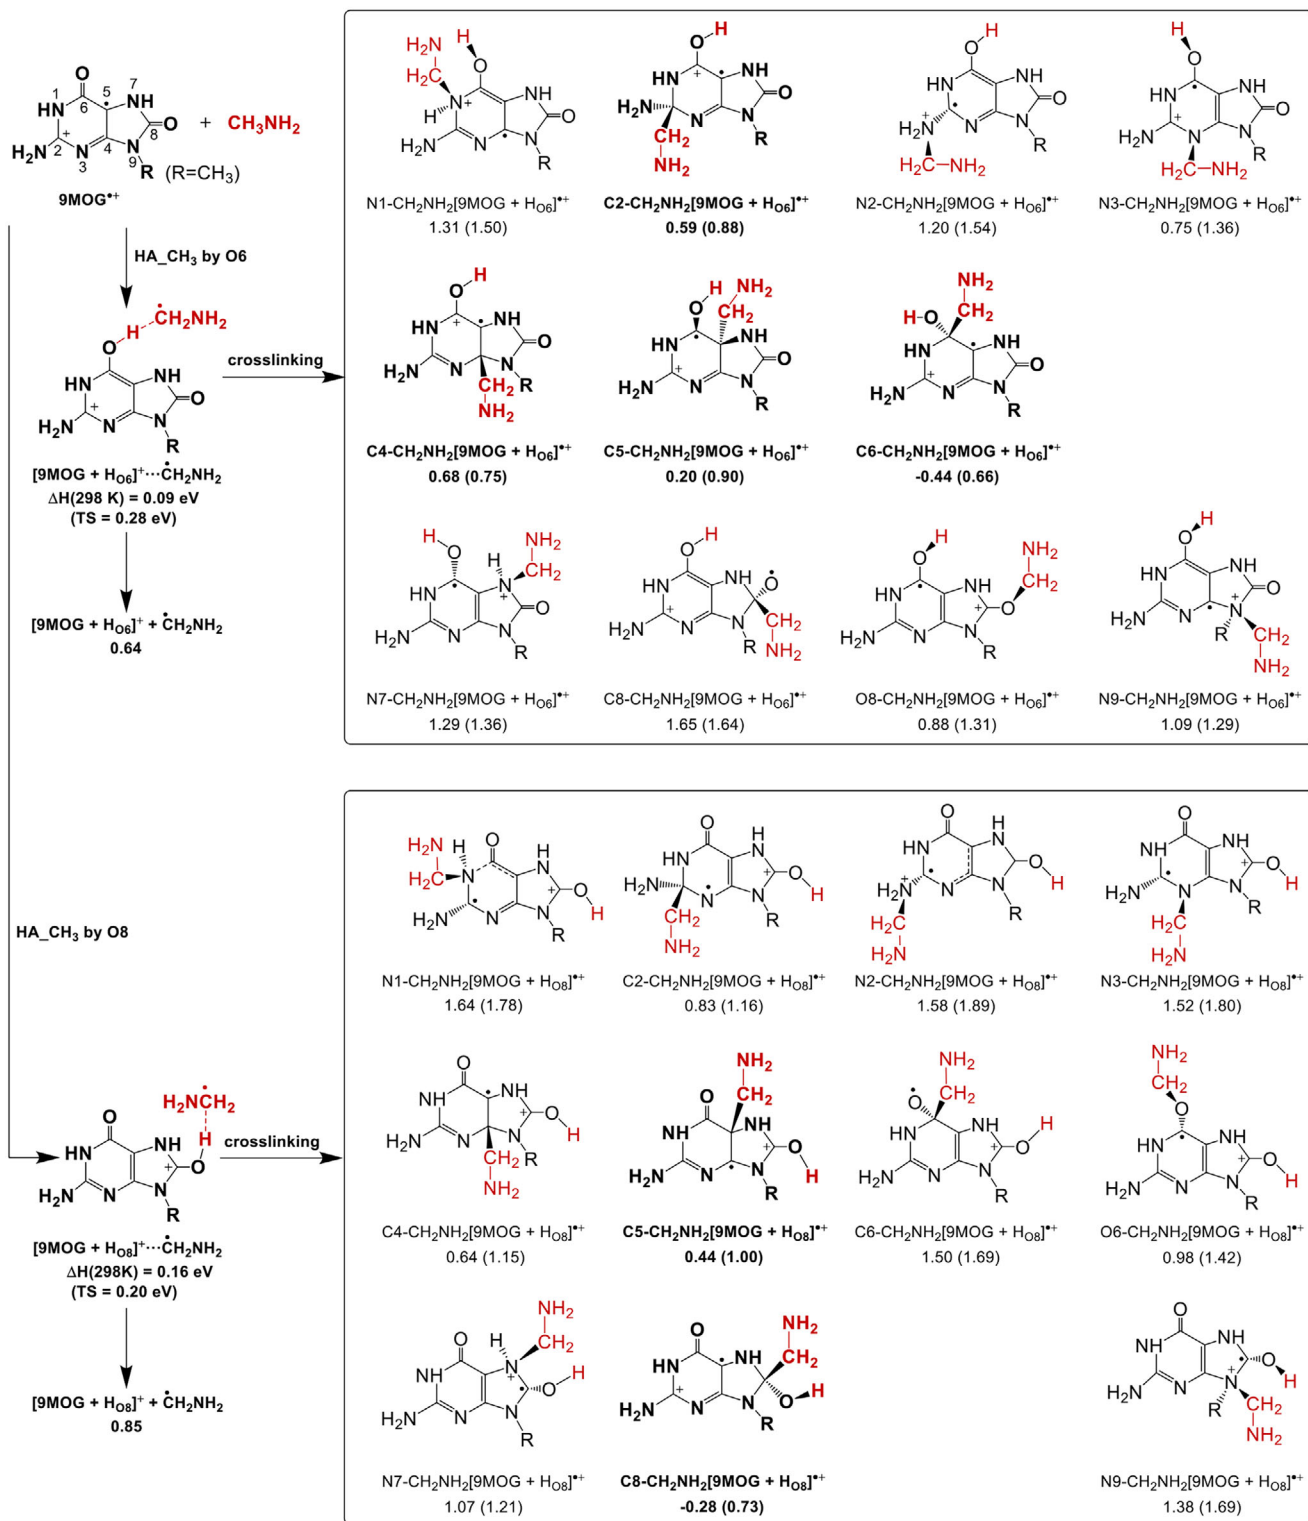 9MOG•+
+ CH3NH2
(R=CH3)
HA_CH3 by O6
crosslinking
[9MOG + HO6]+···ĊH2NH2
ΔH(298 K) = 0.09 eV
(TS = 0.28 eV)
[9MOG + HO6]+ + ĊH2NH2
0.64
N1-CH2NH2[9MOG + HO6]•+
1.31 (1.50)
C2-CH2NH2[9MOG + HO6]•+
0.59 (0.88)
N2-CH2NH2[9MOG + HO6]•+
1.20 (1.54)
N3-CH2NH2[9MOG + HO6]•+
0.75 (1.36)
C4-CH2NH2[9MOG + HO6]•+
0.68 (0.75)
C5-CH2NH2[9MOG + HO6]•+
0.20 (0.90)
C6-CH2NH2[9MOG + HO6]•+
-0.44 (0.66)
N7-CH2NH2[9MOG + HO6]•+
1.29 (1.36)
C8-CH2NH2[9MOG + HO6]•+
1.65 (1.64)
O8-CH2NH2[9MOG + HO6]•+
0.88 (1.31)
N9-CH2NH2[9MOG + HO6]•+
1.09 (1.29)
HA_CH3 by O8
H2NĊH2
crosslinking
[9MOG + HO8]+···ĊH2NH2
ΔH(298K) = 0.16 eV
(TS = 0.20 eV)
[9MOG + HO8]+ + ĊH2NH2
0.85
N1-CH2NH2[9MOG + HO8]•+
1.64 (1.78)
C2-CH2NH2[9MOG + HO8]•+
0.83 (1.16)
N2-CH2NH2[9MOG + HO8]•+
1.58 (1.89)
N3-CH2NH2[9MOG + HO8]•+
1.52 (1.80)
C4-CH2NH2[9MOG + HO8]•+
0.64 (1.15)
C5-CH2NH2[9MOG + HO8]•+
0.44 (1.00)
C6-CH2NH2[9MOG + HO8]•+
1.50 (1.69)
O6-CH2NH2[9MOG + HO8]•+
0.98 (1.42)
N7-CH2NH2[9MOG + HO8]•+
1.07 (1.21)
C8-CH2NH2[9MOG + HO8]•+
-0.28 (0.73)
N9-CH2NH2[9MOG + HO8]•+
1.38 (1.69)